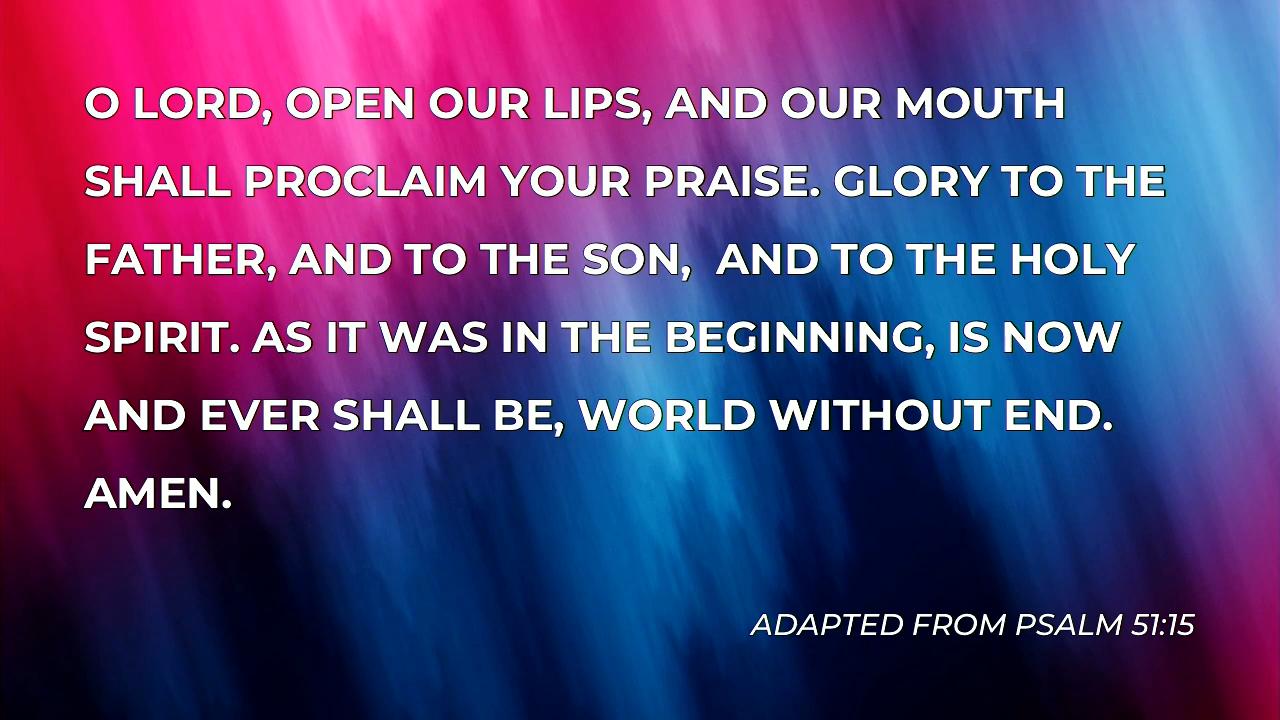 O LORD, OPEN OUR LIPS, AND OUR MOUTH
SHALL PROCLAIM YOUR PRAISE. GLORY TO THE
FATHER, AND TO THE SON,  AND TO THE HOLY
SPIRIT. AS IT WAS IN THE BEGINNING, IS NOW
AND EVER SHALL BE, WORLD WITHOUT END.
AMEN.
ADAPTED FROM PSALM 51:15